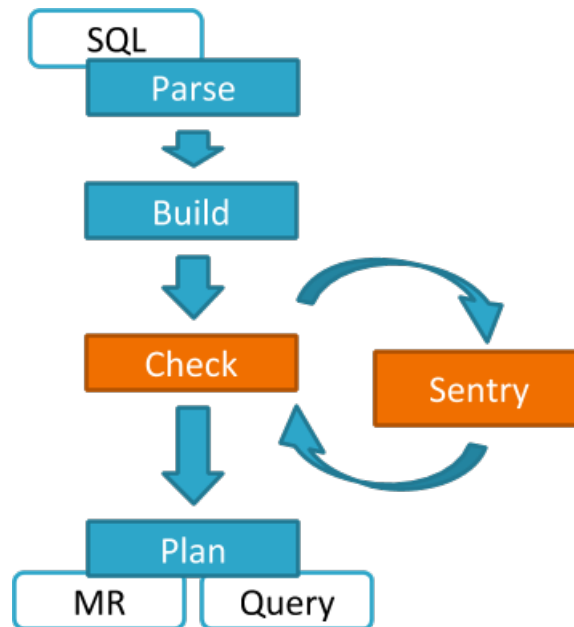 SQL
Parse
Build
Check
Sentry
Plan
MR
Query